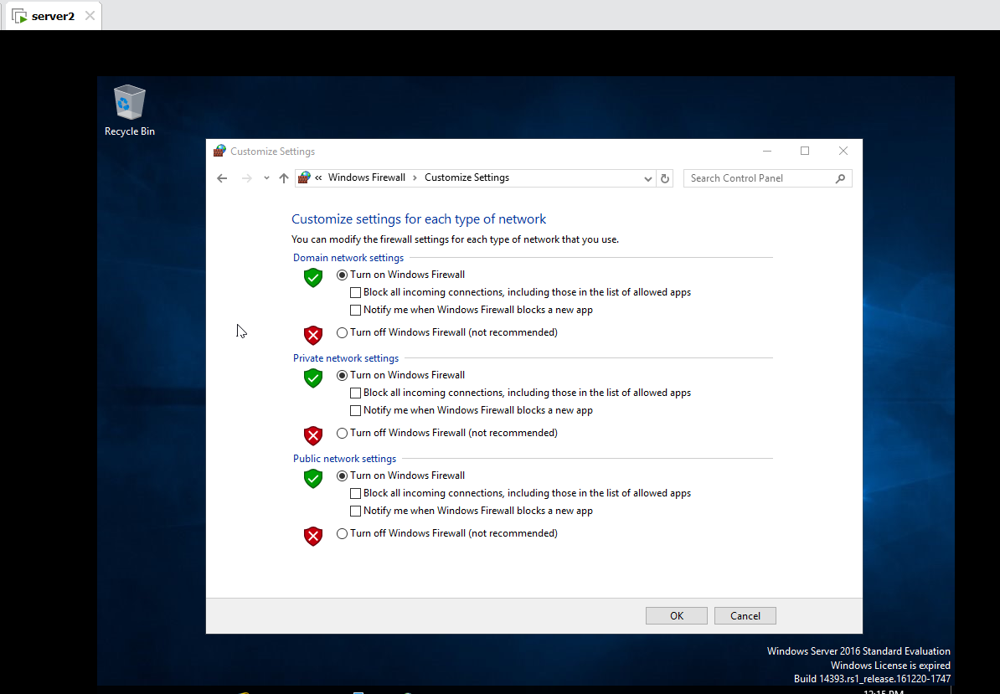 server2
Recycle Bin
Customize Settings
« Windows Firewall › Customize Settings
Search Control Panel
Customize settings for each type of network
You can modify the firewall settings for each type of network that you use.
Domain network settings
Turn on Windows Firewall
Block all incoming connections, including those in the list of allowed apps
Notify me when Windows Firewall blocks a new app
Turn off Windows Firewall (not recommended)
Private network settings
Turn on Windows Firewall
Block all incoming connections, including those in the list of allowed apps
Notify me when Windows Firewall blocks a new app
Turn off Windows Firewall (not recommended)
Public network settings
Turn on Windows Firewall
Block all incoming connections, including those in the list of allowed apps
Notify me when Windows Firewall blocks a new app
Turn off Windows Firewall (not recommended)
OK
Cancel
Windows Server 2016 Standard Evaluation
Windows License is expired
Build 14393.rs1_release.161220-1747